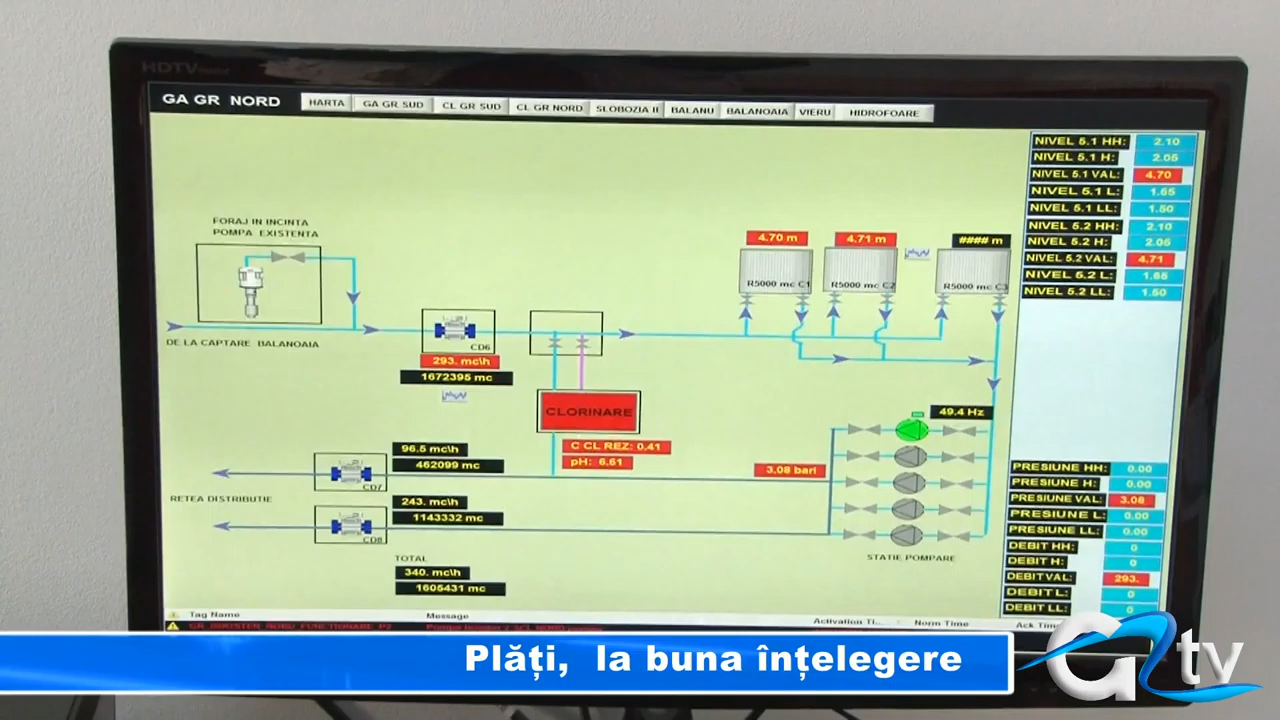 HDTV
GA GR NORD
HARTA GA GR SUD CL GR SUD CL GR NORD SLOBOZIA II BALANU BALANOAIA VIERU HIDROFOARE
NIVEL 5.1 HH: 2.10
NIVEL 5.1 H: 2.05
NIVEL 5.1 VAL: 4.70
NIVEL 5.1 L: 1.65
NIVEL 5.1 LL: 1.50
NIVEL 5.2 HH: 2.10
NIVEL 5.2 H: 2.05
NIVEL 5.2 VAL: 4.71
NIVEL 5.2 L: 1.65
NIVEL 5.2 LL: 1.50
FORAJ IN INCINTA
POMPA EXISTENTA
4.70 m 4.71 m #### m
R5000 mc C1 R5000 mc C2 R5000 mc C3
DE LA CAPTARE BALANOAIA
CD6
293. mc\h
1672395 mc
CLORINARE
49.4 Hz
C CL REZ: 0.41
pH: 6.61
3.08 bari
96.5 mc\h
462099 mc
CD7
RETEA DISTRIBUTIE
243. mc\h
1143332 mc
CD8
STATIE POMPARE
TOTAL
340. mc\h
1605431 mc
PRESIUNE HH: 0.00
PRESIUNE H: 0.00
PRESIUNE VAL: 3.08
PRESIUNE L: 0.00
PRESIUNE LL: 0.00
DEBIT HH: 0
DEBIT H: 0
DEBIT VAL: 293.
DEBIT L: 0
DEBIT LL: 0
Tag Name Message Activation Ti... Norm Time Ack Time
Plăți, la buna înțelegere
G2 tv